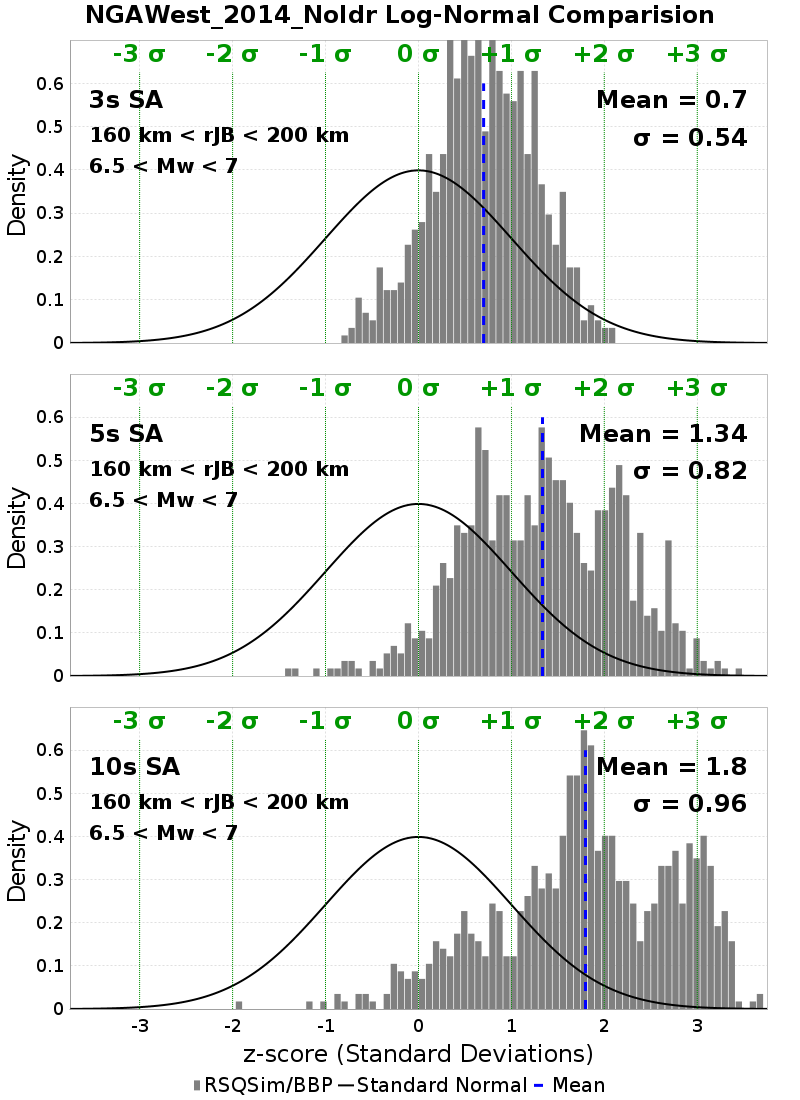 NGAWest_2014_NoIdr Log-Normal Comparision
-3 σ -2 σ -1 σ 0 σ +1 σ +2 σ +3 σ
3s SA
160 km < rJB < 200 km
6.5 < Mw < 7
Mean = 0.7
σ = 0.54
Density
0.6
0.5
0.4
0.3
0.2
0.1
0
-3 σ -2 σ -1 σ 0 σ +1 σ +2 σ +3 σ
5s SA
160 km < rJB < 200 km
6.5 < Mw < 7
Mean = 1.34
σ = 0.82
Density
0.6
0.5
0.4
0.3
0.2
0.1
0
-3 σ -2 σ -1 σ 0 σ +1 σ +2 σ +3 σ
10s SA
160 km < rJB < 200 km
6.5 < Mw < 7
Mean = 1.8
σ = 0.96
Density
0.6
0.5
0.4
0.3
0.2
0.1
0
-3 -2 -1 0 1 2 3
z-score (Standard Deviations)
RSQSim/BBP Standard Normal Mean